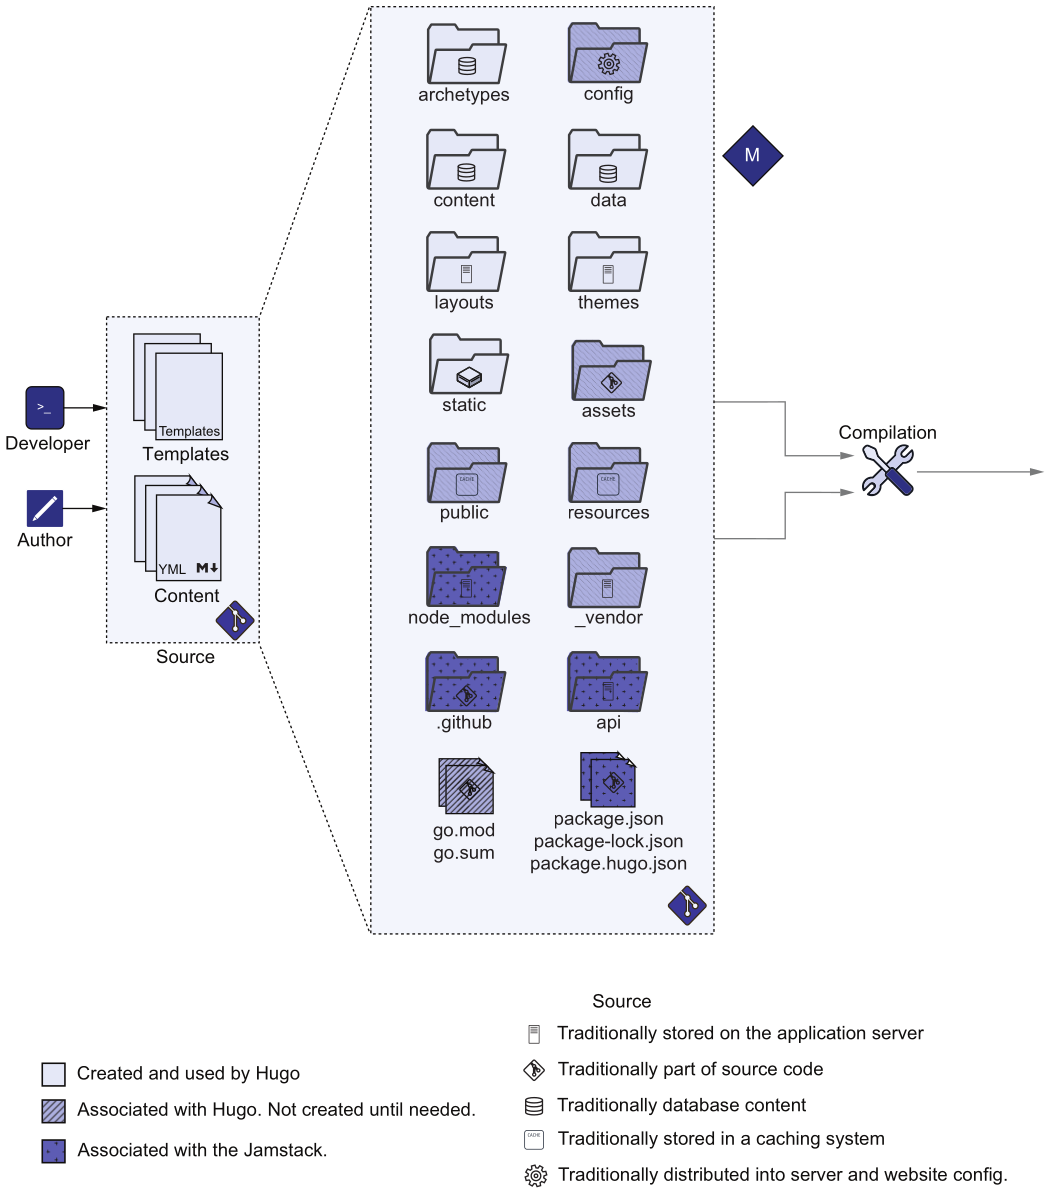 archetypes
config
content
data
M
layouts
themes
static
assets
public
CACHE
resources
CACHE
node_modules
_vendor
.github
api
go.mod
go.sum
package.json
package-lock.json
package.hugo.json
>_
Developer
Author
Templates
Templates
YML M
Content
Source
Compilation
Created and used by Hugo
Associated with Hugo. Not created until needed.
Associated with the Jamstack.
Source
Traditionally stored on the application server
Traditionally part of source code
Traditionally database content
CACHE
Traditionally stored in a caching system
Traditionally distributed into server and website config.